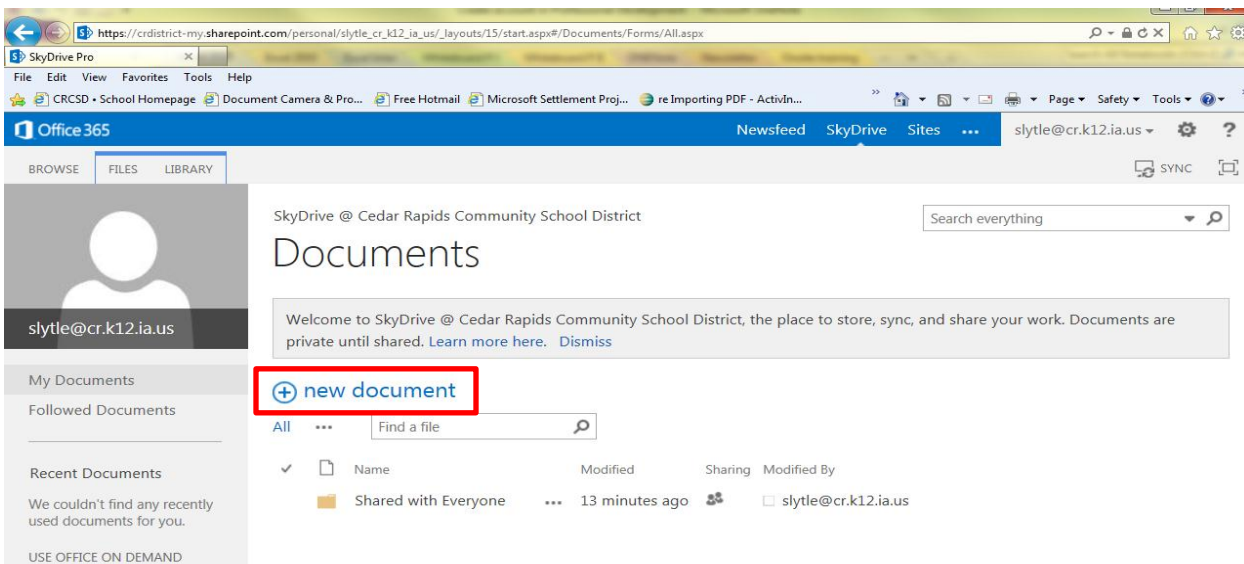 https://crdistrict-my.sharepoint.com/personal/slytle_cr_k12_ia_us/_layouts/15/start.aspx#/Documents/Forms/All.aspx
SkyDrive Pro
File Edit View Favorites Tools Help
CRCSD • School Homepage Document Camera & Pro... Free Hotmail Microsoft Settlement Proj... re Importing PDF - ActivIn... Page Safety Tools
Office 365 Newsfeed SkyDrive Sites ... slytle@cr.k12.ia.us ?
BROWSE FILES LIBRARY SYNC
SkyDrive @ Cedar Rapids Community School District
Search everything
Documents
slytle@cr.k12.ia.us
Welcome to SkyDrive @ Cedar Rapids Community School District, the place to store, sync, and share your work. Documents are
private until shared. Learn more here. Dismiss
My Documents
Followed Documents
Recent Documents
We couldn't find any recently
used documents for you.
USE OFFICE ON DEMAND
new document
All ... Find a file
Name Modified Sharing Modified By
Shared with Everyone ... 13 minutes ago slytle@cr.k12.ia.us